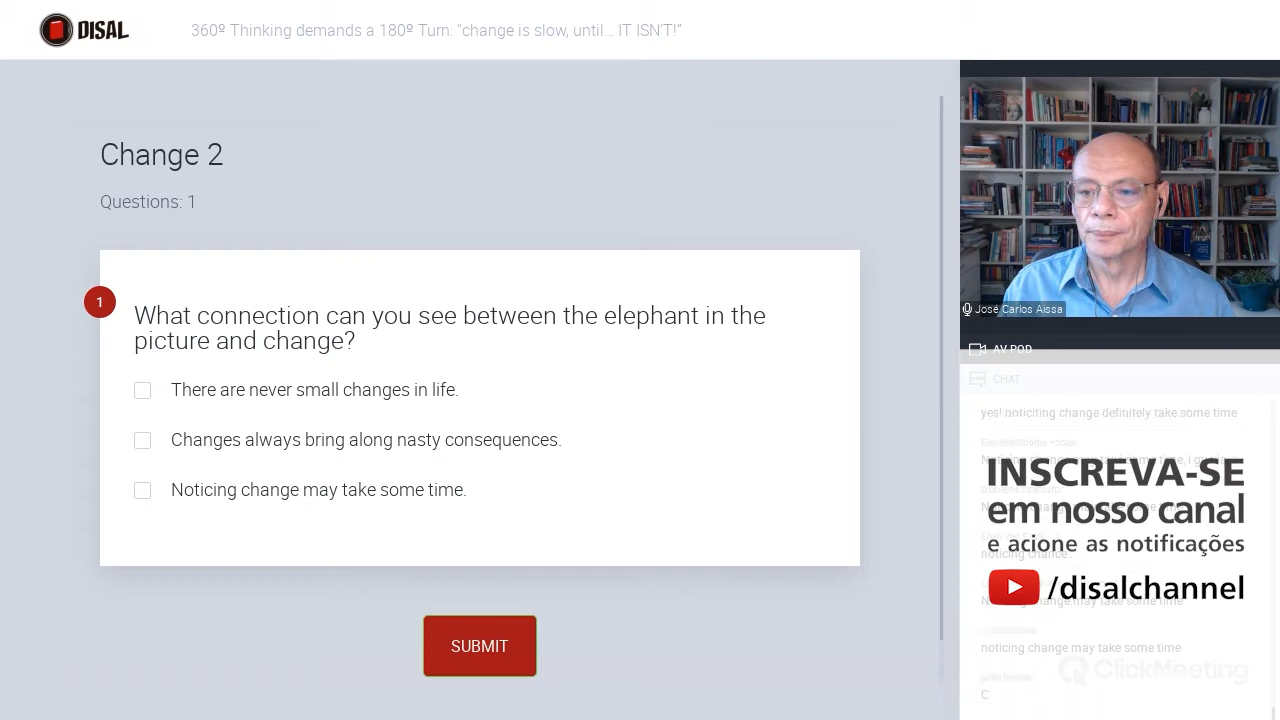 DISAL
360º Thinking demands a 180º Turn: “change is slow, until... IT ISN'T!”
Change 2
Questions: 1
1
What connection can you see between the elephant in the
picture and change?
There are never small changes in life.
Changes always bring along nasty consequences.
Noticing change may take some time.
SUBMIT
José Carlos Aissa
AV POD
CHAT
yes! noticiting change definitely take some time
INSCREVA-SE
em nosso canal
e acione as notificações
/disalchannel
noticing change may take some time
ClickMeeting
C